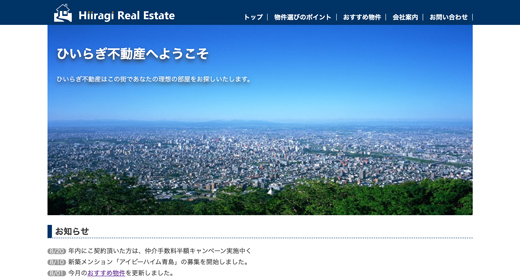 Hiiragi Real Estate
トップ 物件選びのポイント おすすめ物件 会社案内 お問い合わせ
ひいらぎ不動産へようこそ
ひいらぎ不動産はこの街であなたの理想の部屋をお探しいたします。
お知らせ
年内にご契約頂いた方は、仲介手数料半額キャンペーン実施中く
8/10 新築マンション「アイビーハイム青島」の募集を開始しました。
8/01 今月のおすすめ物件を更新しました。